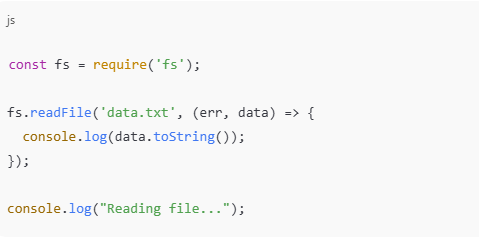 js
const fs = require('fs');
fs.readFile('data.txt', (err, data) => {
  console.log(data.toString());
});
console.log("Reading file...");